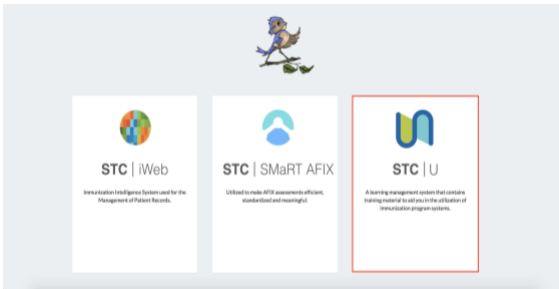 STC | iWeb
Immunization Intelligence System used for the
Management of Patient Records.
STC | SMaRT AFIX
Utilized to make AFIX assessments efficient,
standardized and meaningful.
STC | U
A learning management system that contains
training material to aid you in the utilization of
immunization program systems.